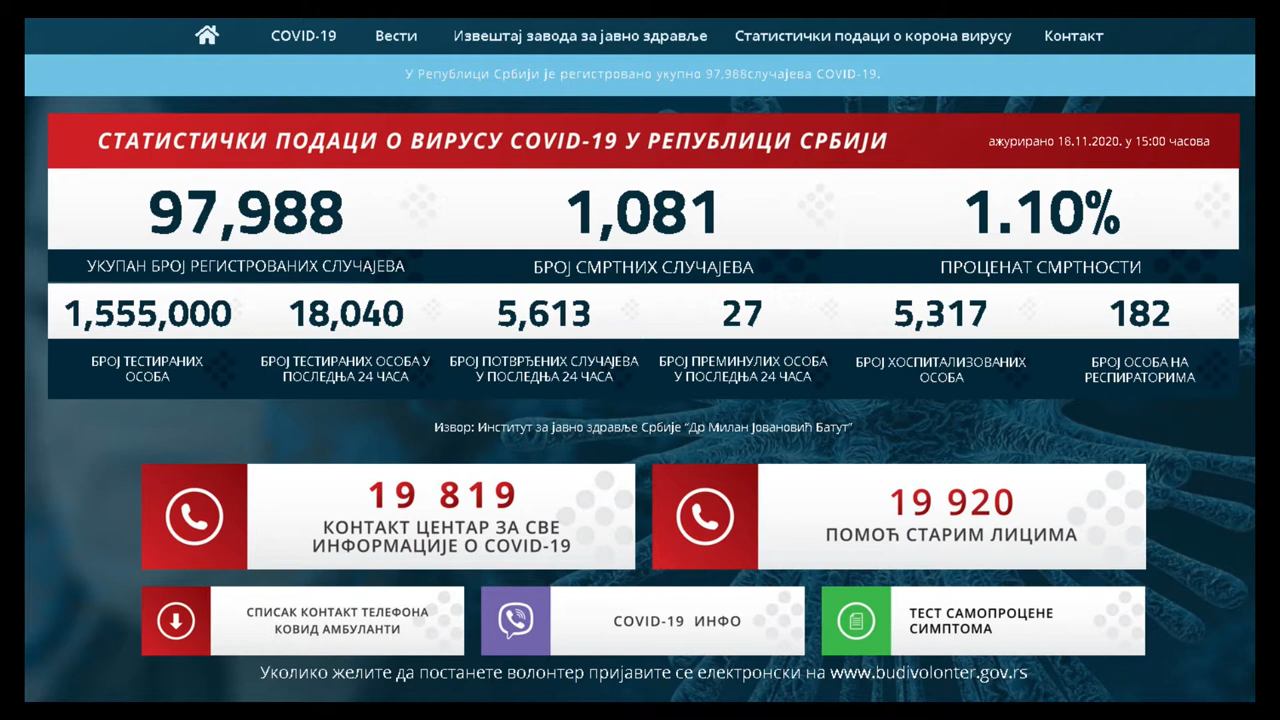 COVID-19 Вести Извештај завода за јавно здравље Статистички подаци о корона вирусу Контакт
У Републици Србији је регистровано укупно 97,988случајева COVID-19.
СТАТИСТИЧКИ ПОДАЦИ О ВИРУСУ COVID-19 У РЕПУБЛИЦИ СРБИЈИ
ажурирано 18.11.2020. у 15:00 часова
97,988 1,081 1.10%
УКУПАН БРОЈ РЕГИСТРОВАНИХ СЛУЧАЈЕВА БРОЈ СМРТНИХ СЛУЧАЈЕВА ПРОЦЕНАТ СМРТНОСТИ
1,555,000 18,040 5,613 27 5,317 182
БРОЈ ТЕСТИРАНИХ
ОСОБА
БРОЈ ТЕСТИРАНИХ ОСОБА У
ПОСЛЕДЊА 24 ЧАСА
БРОЈ ПОТВРЂЕНИХ СЛУЧАЈЕВА
У ПОСЛЕДЊА 24 ЧАСА
БРОЈ ПРЕМИНУЛИХ ОСОБА
У ПОСЛЕДЊА 24 ЧАСА
БРОЈ ХОСПИТАЛИЗОВАНИХ
ОСОБА
БРОЈ ОСОБА НА
РЕСПИРАТОРИМА
Извор: Институт за јавно здравље Србије “Др Милан Јовановић Батут”
19 819
КОНТАКТ ЦЕНТАР ЗА СВЕ
ИНФОРМАЦИЈЕ О COVID-19
19 920
ПОМОЋ СТАРИМ ЛИЦИМА
СПИСАК КОНТАКТ ТЕЛЕФОНА
КОВИД АМБУЛАНТИ
COVID-19 ИНФО
ТЕСТ САМОПРОЦЕНЕ
СИМПТОМА
Уколико желите да постанете волонтер пријавите се електронски на www.budivolonter.gov.rs